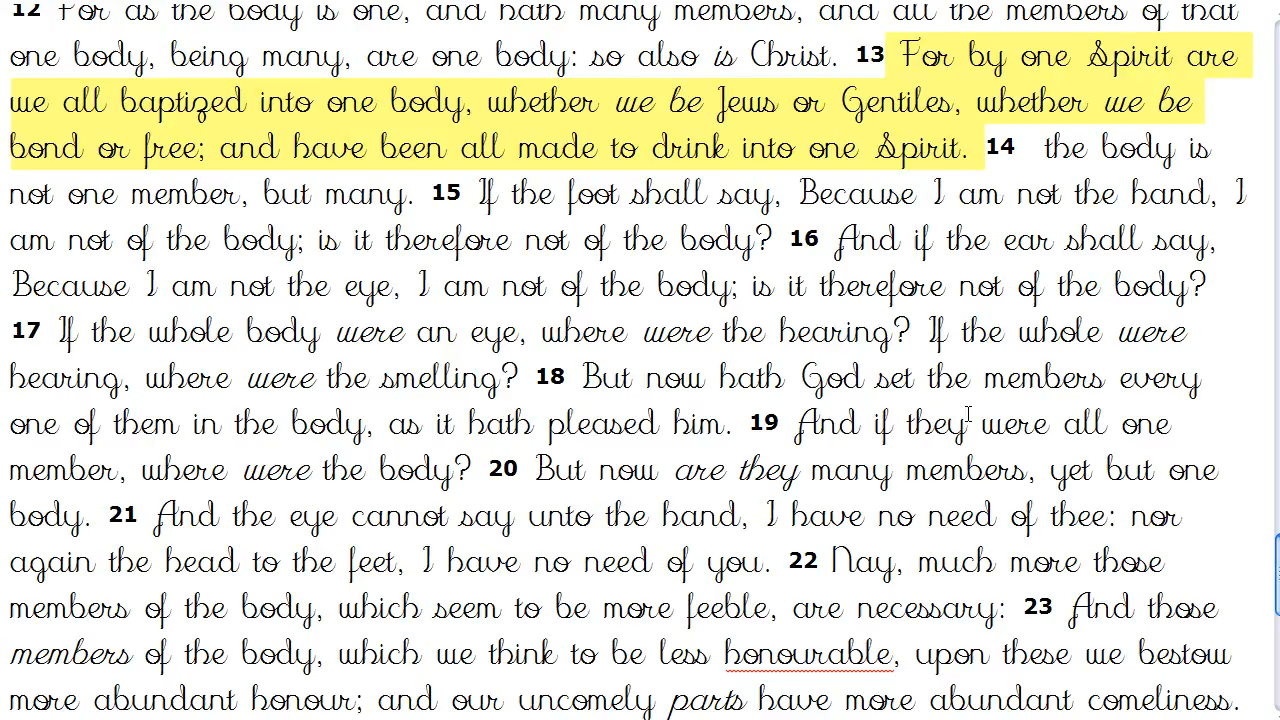 12 For as the body is one, and hath many members, and all the members of that
one body, being many, are one body: so also is Christ. 13 For by one Spirit are
we all baptized into one body, whether we be Jews or Gentiles, whether we be
bond or free; and have been all made to drink into one Spirit. 14 the body is
not one member, but many. 15 If the foot shall say, Because I am not the hand, I
am not of the body; is it therefore not of the body? 16 And if the ear shall say,
Because I am not the eye, I am not of the body; is it therefore not of the body?
17 If the whole body were an eye, where were the hearing? If the whole were
hearing, where were the smelling? 18 But now hath God set the members every
one of them in the body, as it hath pleased him. 19 And if they were all one
member, where were the body? 20 But now are they many members, yet but one
body. 21 And the eye cannot say unto the hand, I have no need of thee: nor
again the head to the feet, I have no need of you. 22 Nay, much more those
members of the body, which seem to be more feeble, are necessary: 23 And those
members of the body, which we think to be less honourable, upon these we bestow
more abundant honour; and our uncomely parts have more abundant comeliness.